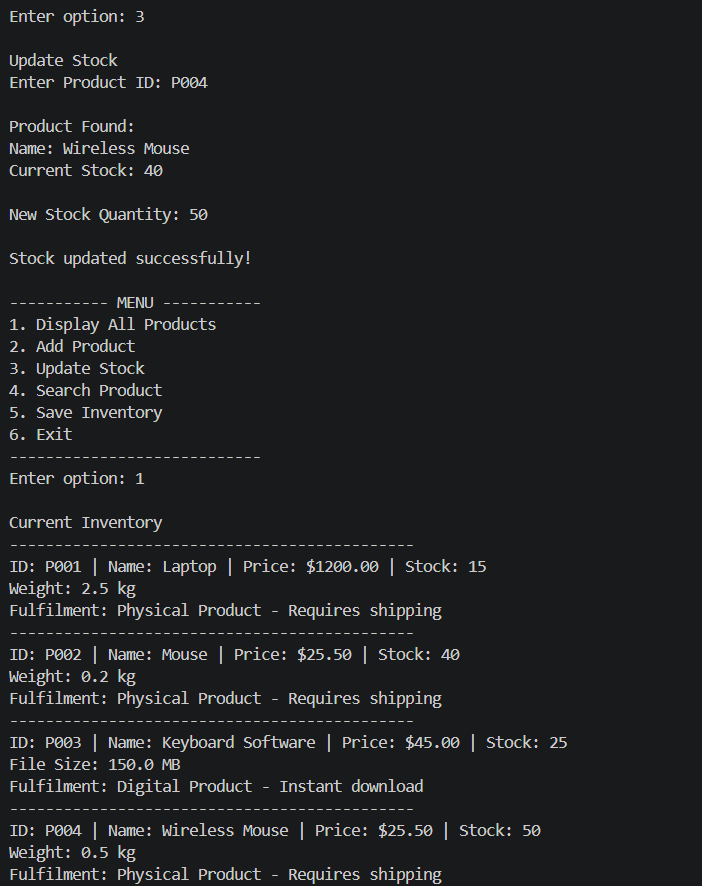 Enter option: 3
Update Stock
Enter Product ID: P004
Product Found:
Name: Wireless Mouse
Current Stock: 40
New Stock Quantity: 50
Stock updated successfully!
----------- MENU -----------
1. Display All Products
2. Add Product
3. Update Stock
4. Search Product
5. Save Inventory
6. Exit
----------------------------
Enter option: 1
Current Inventory
---------------------------------------------
ID: P001 | Name: Laptop | Price: $1200.00 | Stock: 15
Weight: 2.5 kg
Fulfilment: Physical Product - Requires shipping
---------------------------------------------
ID: P002 | Name: Mouse | Price: $25.50 | Stock: 40
Weight: 0.2 kg
Fulfilment: Physical Product - Requires shipping
---------------------------------------------
ID: P003 | Name: Keyboard Software | Price: $45.00 | Stock: 25
File Size: 150.0 MB
Fulfilment: Digital Product - Instant download
---------------------------------------------
ID: P004 | Name: Wireless Mouse | Price: $25.50 | Stock: 50
Weight: 0.5 kg
Fulfilment: Physical Product - Requires shipping